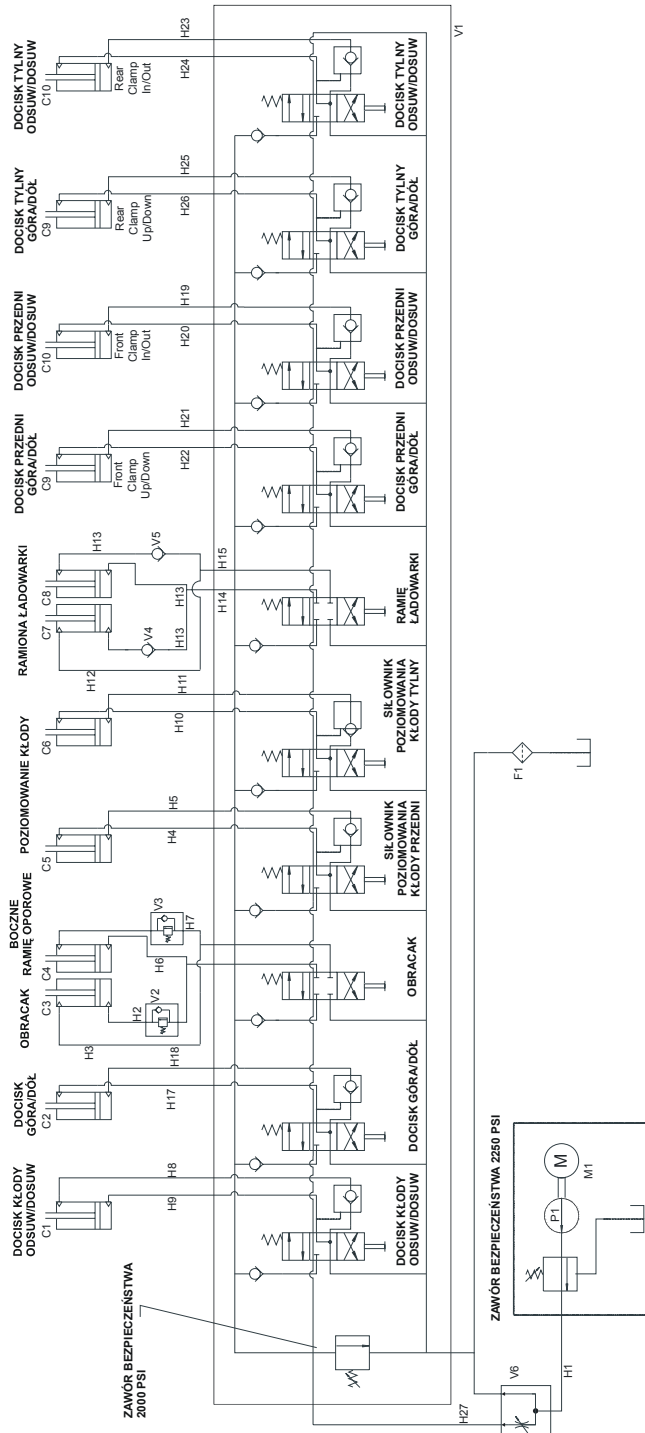 DOCISK KŁODY
ODSUW/DOSUW
C1
H8
H9
DOCISK
GÓRA/DÓŁ
C2
H17
OBRACAK
C3
H3
H2
V2
H18
BOCZNE
RAMIĘ OPOROWE
C4
V3
H7
H6
POZIOMOWANIE KŁODY
C5
H5
H4
C6
H10
RAMIONA ŁADOWARKI
C7
C8
H13
V5
V4
H13
H13
H12
H11
H15
H14
DOCISK PRZEDNI
GÓRA/DÓŁ
C9
Front
Clamp
Up/Down
H21
H22
DOCISK PRZEDNI
ODSUW/DOSUW
C10
Front
Clamp
In/Out
H19
H20
DOCISK TYLNY
GÓRA/DÓŁ
C9
Rear
Clamp
Up/Down
H25
H26
DOCISK TYLNY
ODSUW/DOSUW
C10
Rear
Clamp
In/Out
H23
H24
ZAWÓR BEZPIECZEŃSTWA
2000 PSI
DOCISK KŁODY
ODSUW/DOSUW
DOCISK GÓRA/DÓŁ
OBRACAK
SIŁOWNIK
POZIOMOWANIA
KŁODY PRZEDNI
SIŁOWNIK
POZIOMOWANIA
KŁODY TYLNY
RAMIĘ
ŁADOWARKI
DOCISK PRZEDNI
GÓRA/DÓŁ
DOCISK PRZEDNI
ODSUW/DOSUW
DOCISK TYLNY
GÓRA/DÓŁ
DOCISK TYLNY
ODSUW/DOSUW
V1
H27
V6
H1
ZAWÓR BEZPIECZEŃSTWA 2250 PSI
P1
M
M1
F1